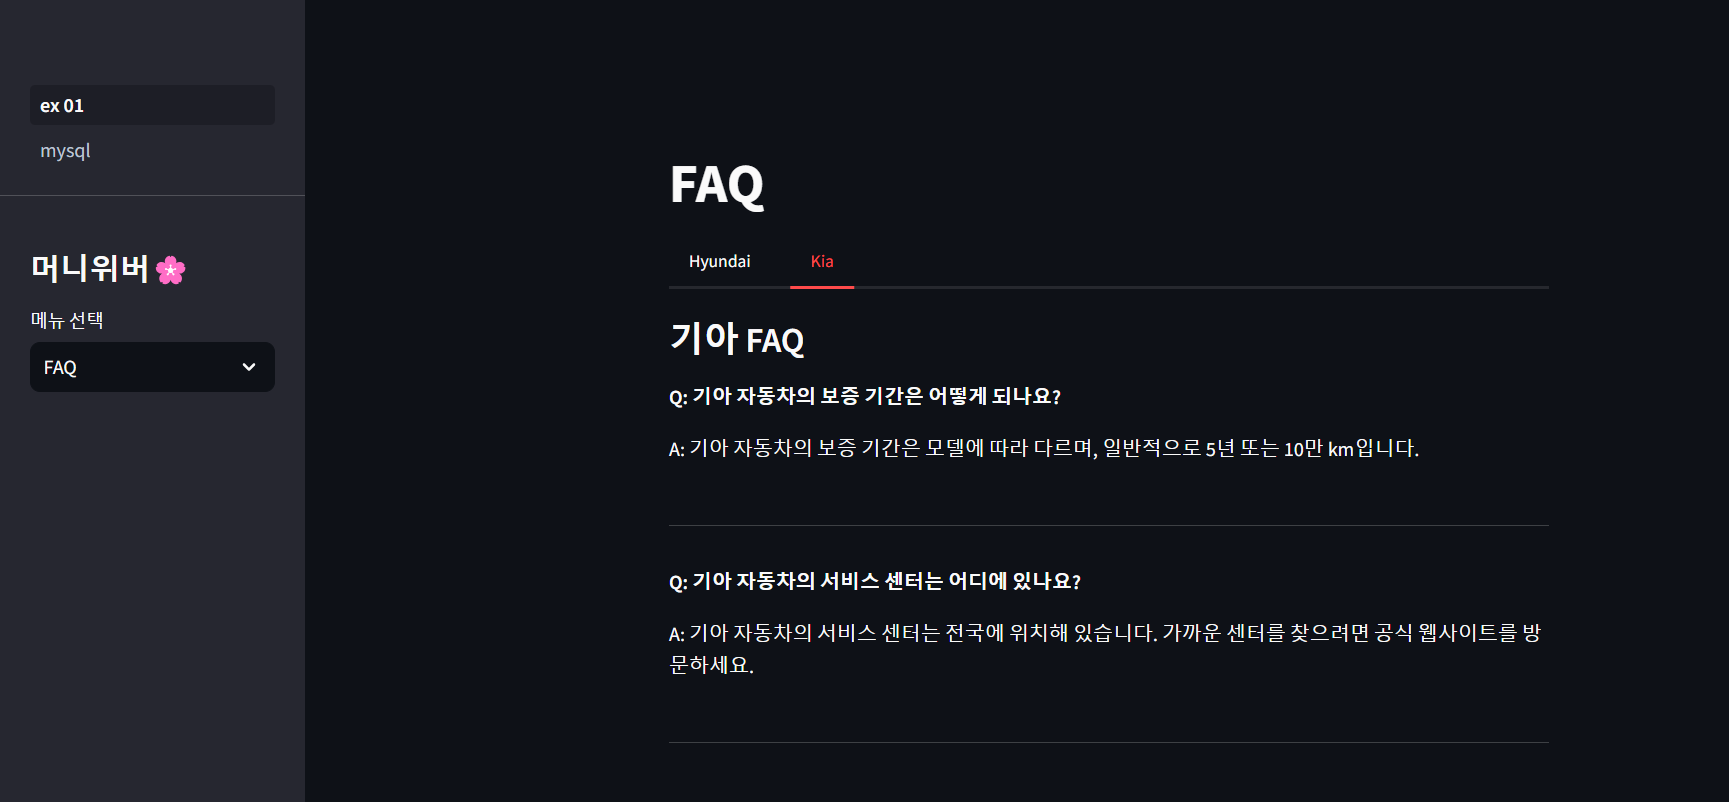 ex 01
mysql
머니위버🌸
메뉴 선택
FAQ
FAQ
Hyundai
Kia
기아 FAQ
Q: 기아 자동차의 보증 기간은 어떻게 되나요?
A: 기아 자동차의 보증 기간은 모델에 따라 다르며, 일반적으로 5년 또는 10만 km입니다.
Q: 기아 자동차의 서비스 센터는 어디에 있나요?
A: 기아 자동차의 서비스 센터는 전국에 위치해 있습니다. 가까운 센터를 찾으려면 공식 웹사이트를 방
문하세요.